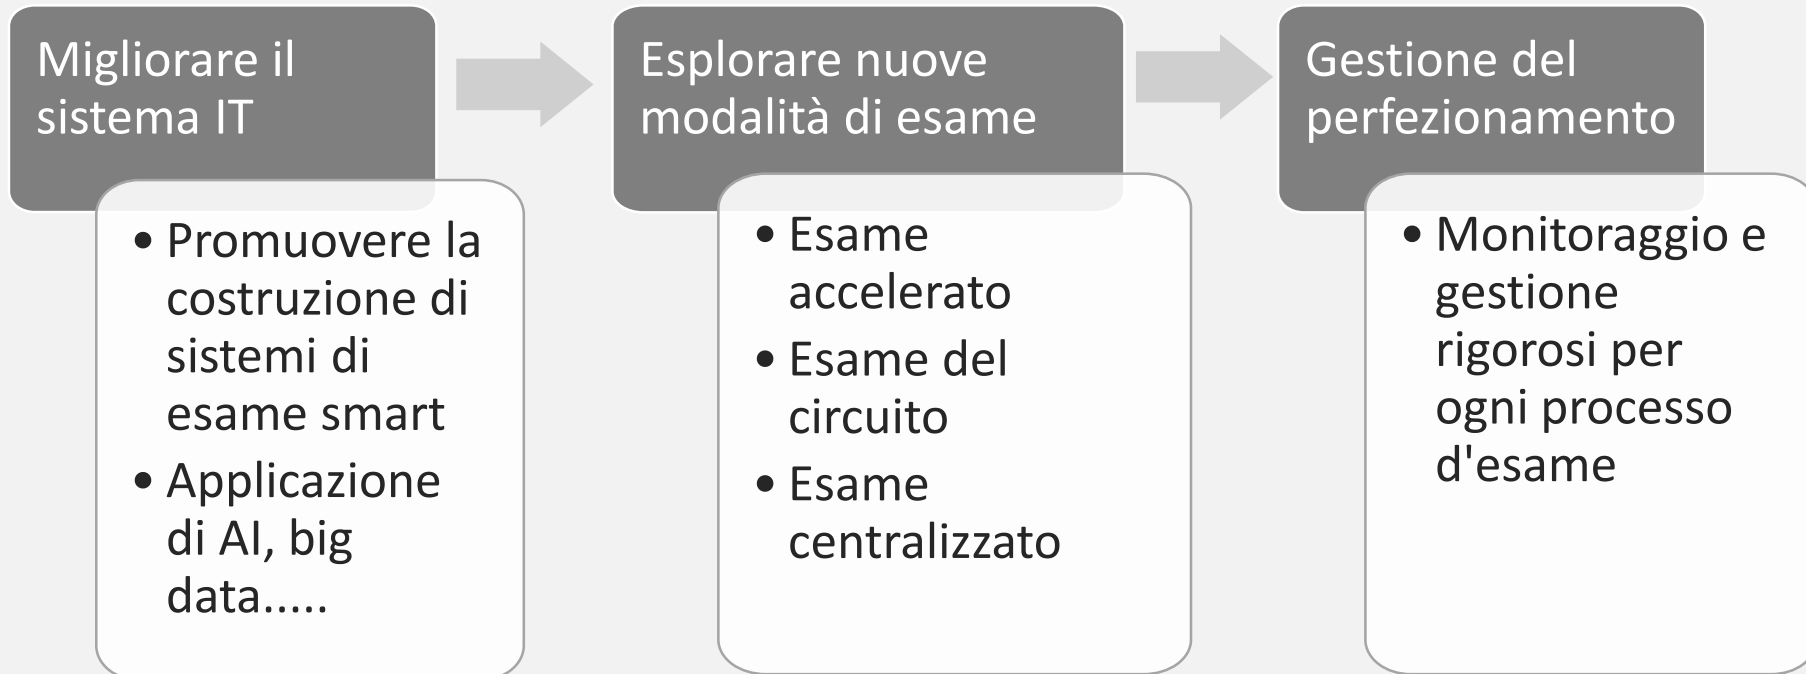 Migliorare il
sistema IT
• Promuovere la
costruzione di
sistemi di
esame smart
• Applicazione
di AI, big
data.....
Esplorare nuove
modalità di esame
• Esame
accelerato
• Esame del
circuito
• Esame
centralizzato
Gestione del
perfezionamento
• Monitoraggio e
gestione
rigorosi per
ogni processo
d'esame